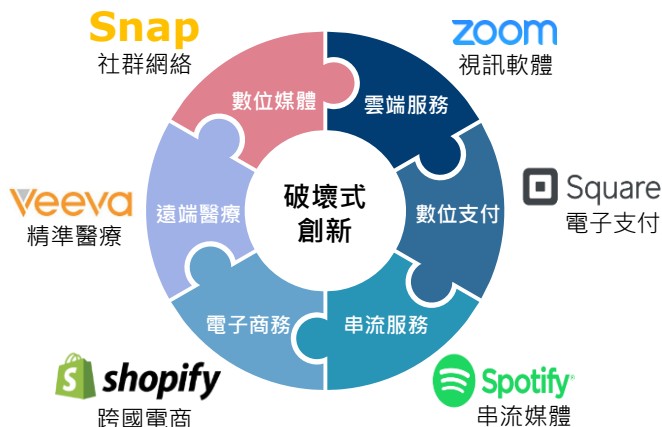 Snap
社群網絡
zoom
視訊軟體
數位媒體
雲端服務
veeva
精準醫療
遠端醫療
破壞式
創新
數位支付
Square
電子支付
電子商務
串流服務
shopify
跨國電商
Spotify
串流媒體